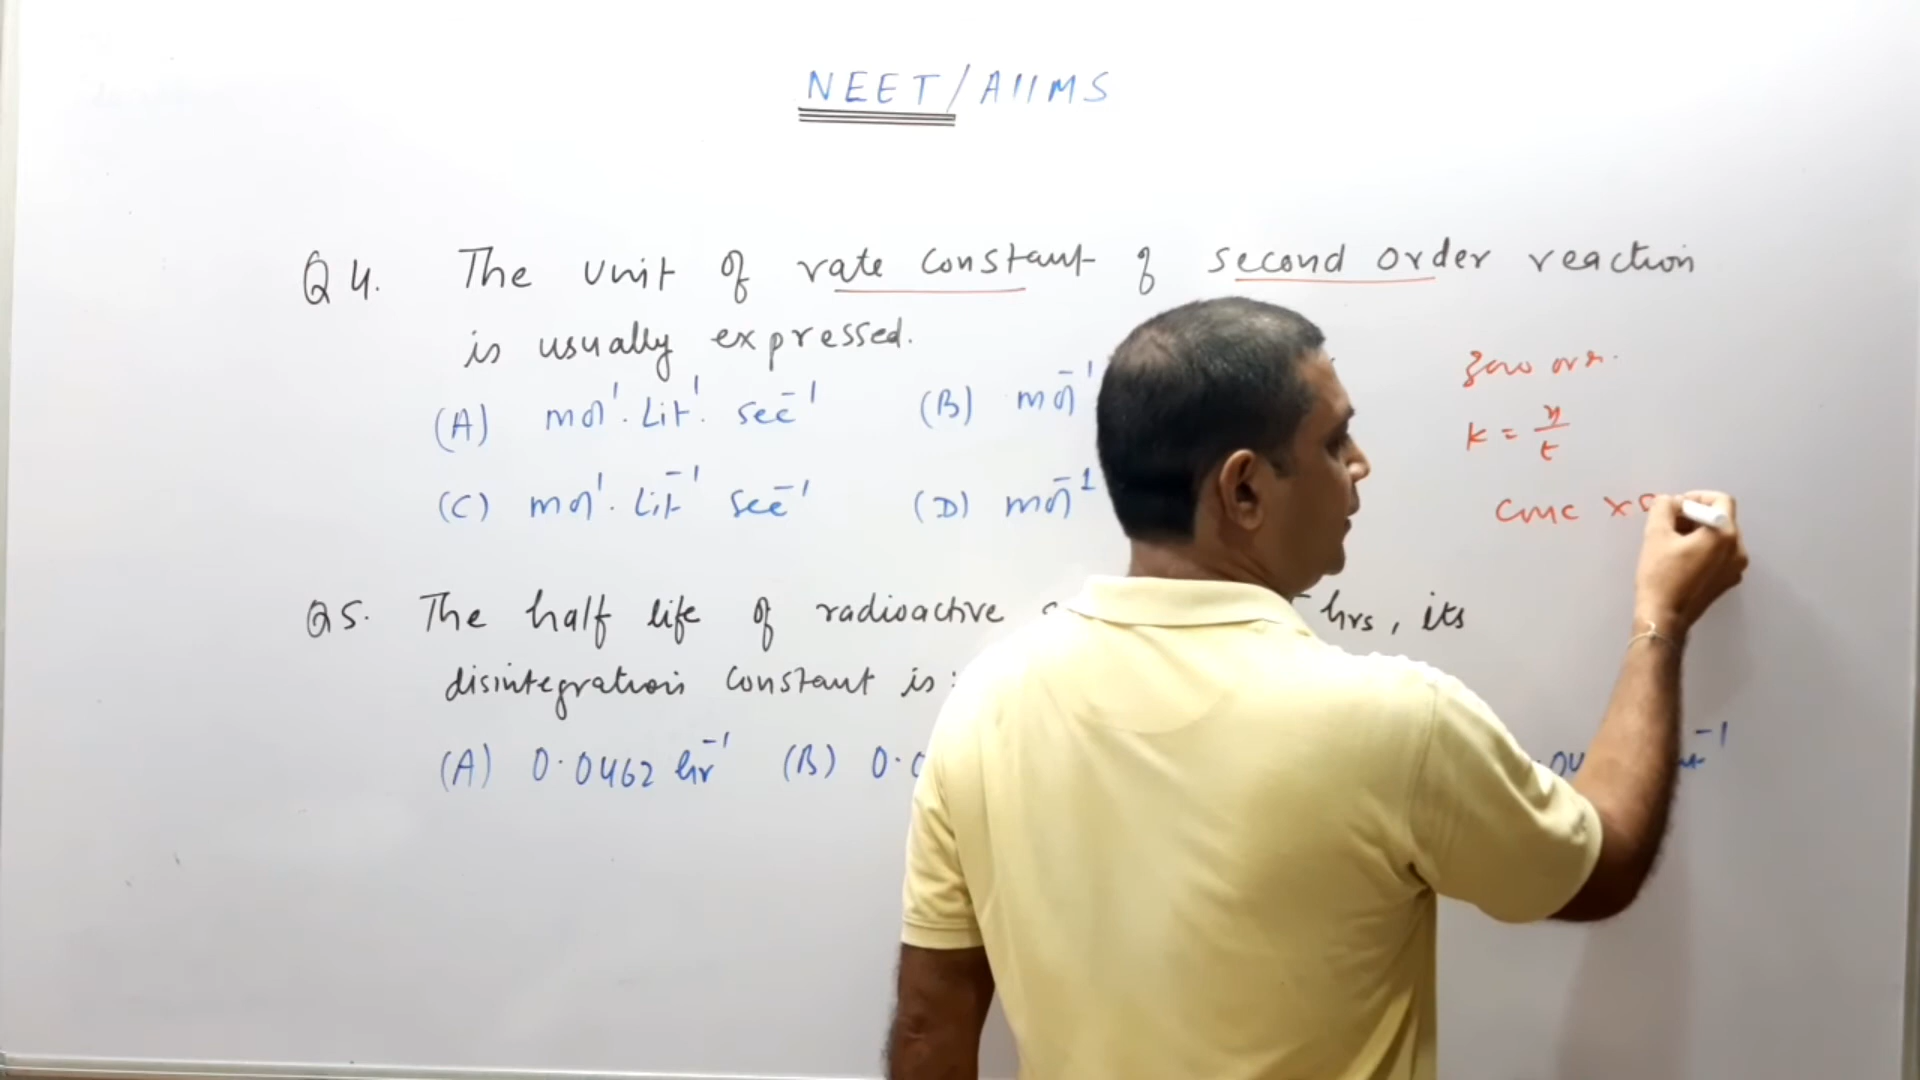 NEET/AIIMS
Q4. The Unit of rate constant of second order reaction
is usually expressed.
(A) mol¹. Lit¹. sec⁻¹ (B) mol⁻¹
(C) mol¹. Lit⁻¹ sec⁻¹ (D) mol⁻¹
zero
k = x/t
conc x
Q5. The half life of radioactive hrs, its
disintegration constant is:
(A) 0.0462 hr⁻¹ (B) 0.0